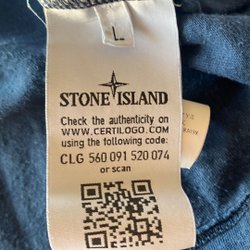 L
STONE ISLAND
Check the authenticity on
WWW.CERTILOGO.COM
using the following code:
CLG 560 091 520 074
or scan